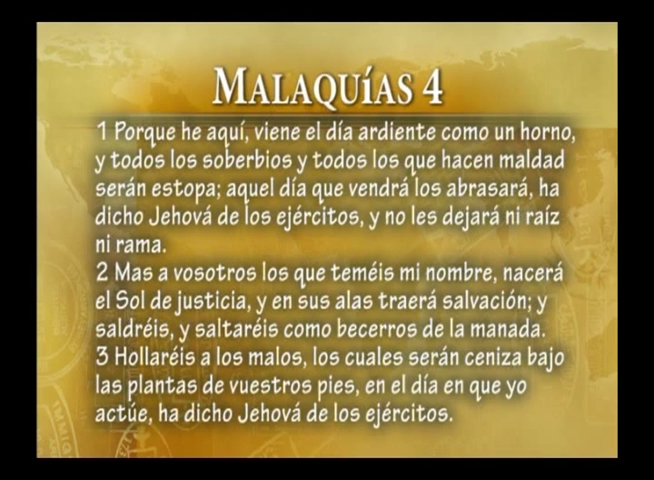 MALAQUÍAS 4
1 Porque he aquí, viene el día ardiente como un horno,
y todos los soberbios y todos los que hacen maldad
serán estopa; aquel día que vendrá los abrasará, ha
dicho Jehová de los ejércitos, y no les dejará ni raíz
ni rama.
2 Mas a vosotros los que teméis mi nombre, nacerá
el Sol de justicia, y en sus alas traerá salvación; y
saldréis, y saltaréis como becerros de la manada.
3 Hollaréis a los malos, los cuales serán ceniza bajo
las plantas de vuestros pies, en el día en que yo
actúe, ha dicho Jehová de los ejércitos.